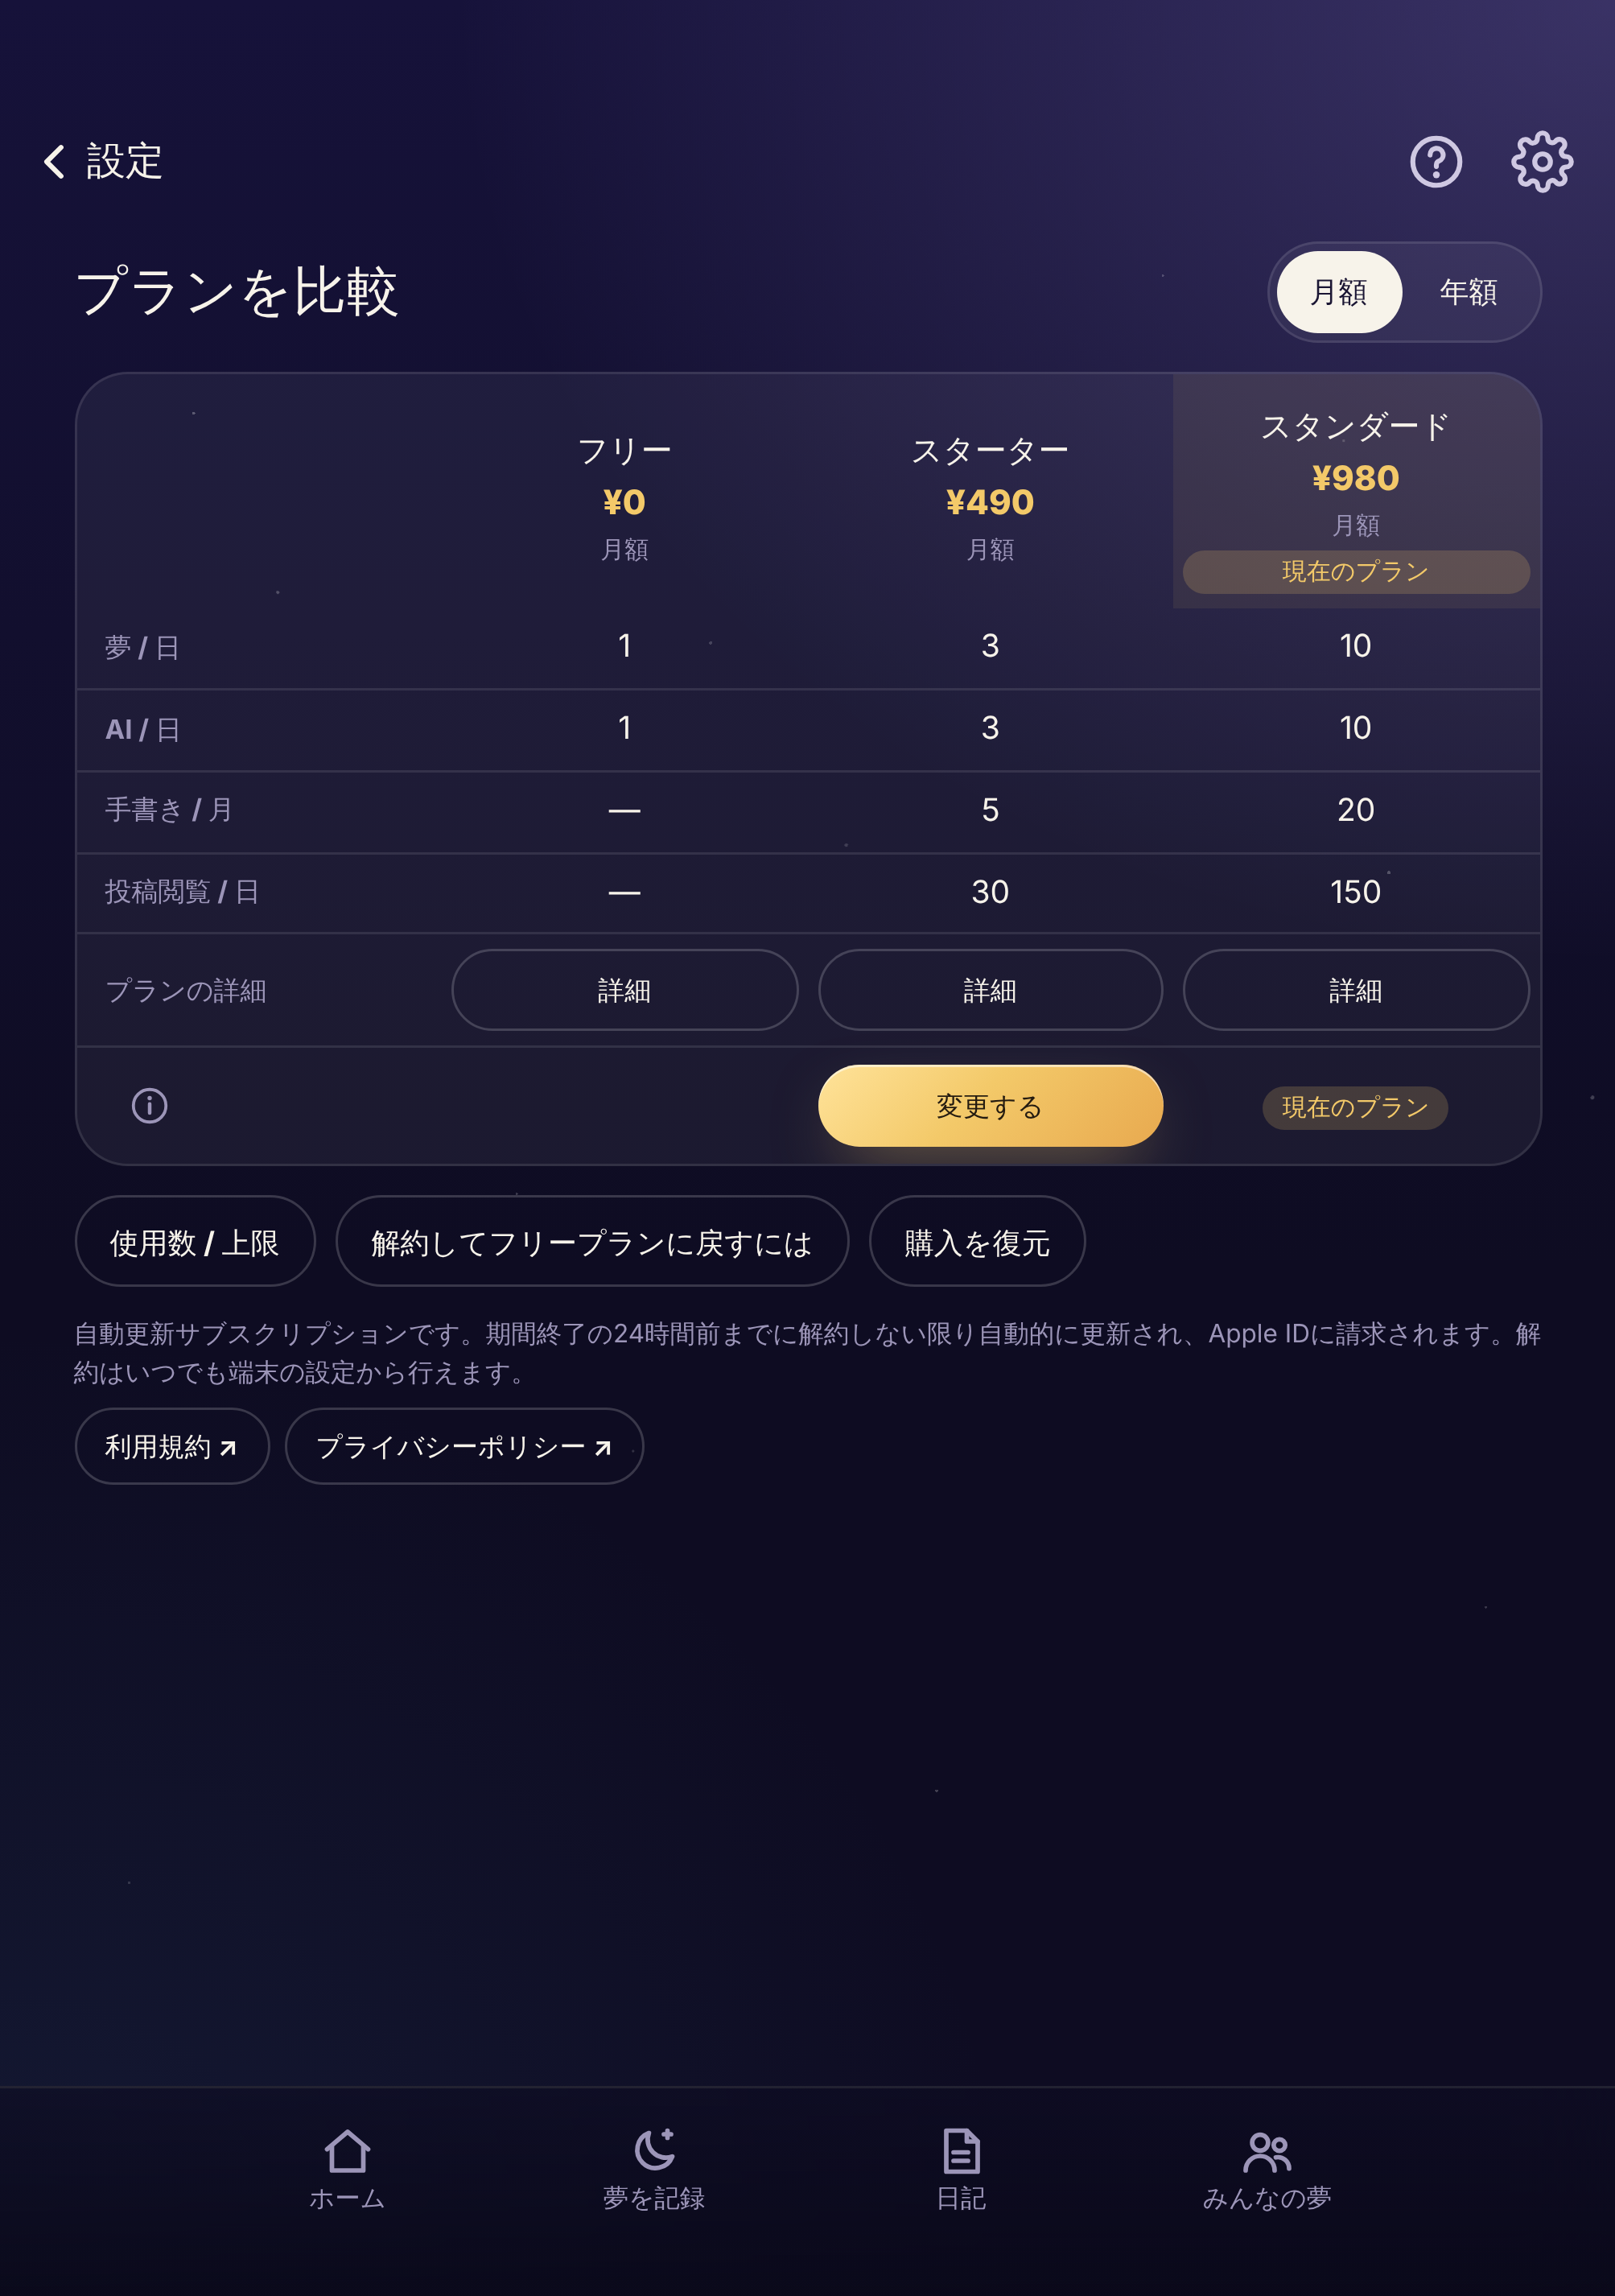 設定
プランを比較
月額 年額
フリー スターター スタンダード
¥0 ¥490 ¥980
月額 月額 月額
現在のプラン
夢 / 日 1 3 10
AI / 日 1 3 10
手書き / 月 — 5 20
投稿閲覧 / 日 — 30 150
プランの詳細 詳細 詳細 詳細
変更する 現在のプラン
使用数 / 上限 解約してフリープランに戻すには 購入を復元
自動更新サブスクリプションです。期間終了の24時間前までに解約しない限り自動的に更新され、Apple IDに請求されます。解
約はいつでも端末の設定から行えます。
利用規約 プライバシーポリシー
ホーム 夢を記録 日記 みんなの夢